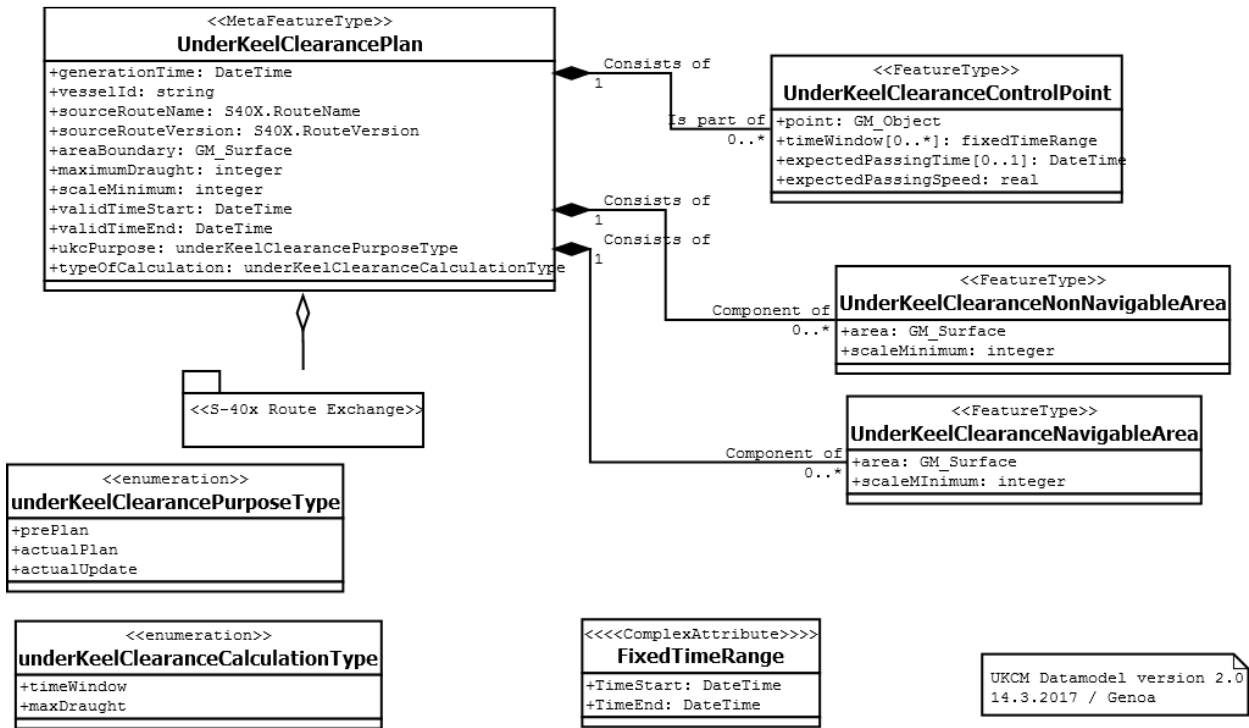 <<MetaFeatureType>>
UnderKeelClearancePlan
+generationTime: DateTime
+vesselId: string
+sourceRouteName: S40X.RouteName
+sourceRouteVersion: S40X.RouteVersion
+areaBoundary: GM_Surface
+maximumDraught: integer
+scaleMinimum: integer
+validTimeStart: DateTime
+validTimeEnd: DateTime
+ukcPurpose: underKeelClearancePurposeType
+typeOfCalculation: underKeelClearanceCalculationType
Consists of
1
Is part of
0..*
<<FeatureType>>
UnderKeelClearanceControlPoint
+point: GM_Object
+timeWindow[0..*]: fixedTimeRange
+expectedPassingTime[0..1]: DateTime
+expectedPassingSpeed: real
Consists of
1
Component of
0..*
<<FeatureType>>
UnderKeelClearanceNonNavigableArea
+area: GM_Surface
+scaleMinimum: integer
Consists of
1
Component of
0..*
<<FeatureType>>
UnderKeelClearanceNavigableArea
+area: GM_Surface
+scaleMInimum: integer
<<S-40x Route Exchange>>
<<enumeration>>
underKeelClearancePurposeType
+prePlan
+actualPlan
+actualUpdate
<<enumeration>>
underKeelClearanceCalculationType
+timeWindow
+maxDraught
<<<<ComplexAttribute>>>>
FixedTimeRange
+TimeStart: DateTime
+TimeEnd: DateTime
UKCM Datamodel version 2.0
14.3.2017 / Genoa